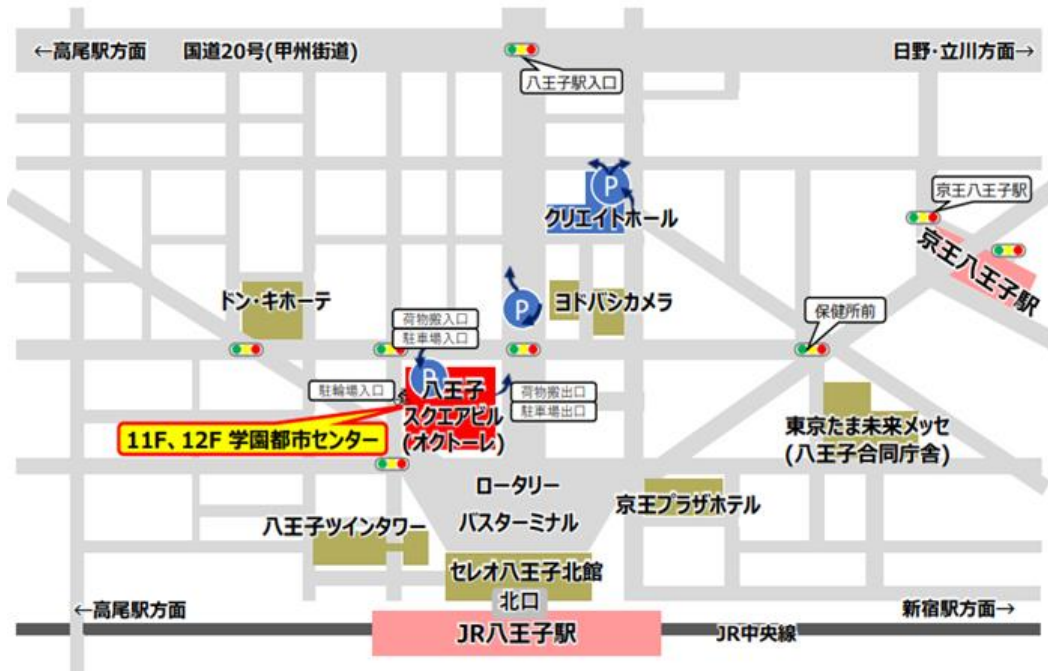 ←高尾駅方面
国道20号(甲州街道)
日野・立川方面→
八王子駅入口
京王八王子駅
クリエイトホール
P
京王八王子駅
ドン・キホーテ
ヨドバシカメラ
P
保健所前
荷物搬入口
駐車場入口
駐輪場入口
P
八王子
スクエアビル
(オクトーレ)
荷物搬出口
駐車場出口
11F、12F 学園都市センター
東京たま未来メッセ
(八王子合同庁舎)
ロータリー
バスターミナル
京王プラザホテル
八王子ツインタワー
セレオ八王子北館
北口
←高尾駅方面
新宿駅方面→
JR八王子駅
JR中央線